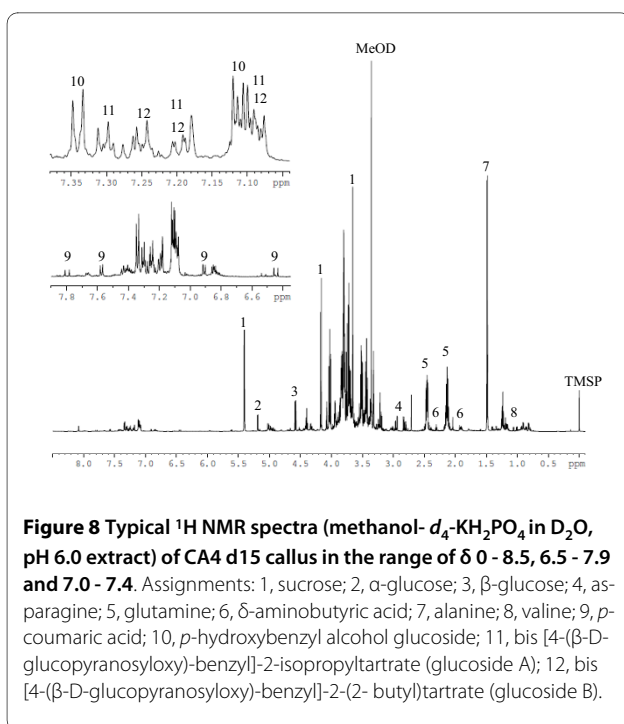 MeOD
10
10
11
11
12
11
12
12
7.35 7.30 7.25 7.20 7.15 7.10 ppm
1
7
9
9
9
9
7.8 7.6 7.4 7.2 7.0 6.8 6.6 ppm
1
1
5
5
3
2
4
6
6
8
TMSP
8.0 7.5 7.0 6.5 6.0 5.5 5.0 4.5 4.0 3.5 3.0 2.5 2.0 1.5 1.0 0.5 ppm
Figure 8 Typical ¹H NMR spectra (methanol- d₄-KH₂PO₄ in D₂O,
pH 6.0 extract) of CA4 d15 callus in the range of δ 0 - 8.5, 6.5 - 7.9
and 7.0 - 7.4. Assignments: 1, sucrose; 2, α-glucose; 3, β-glucose; 4, as-
paragine; 5, glutamine; 6, δ-aminobutyric acid; 7, alanine; 8, valine; 9, p-
coumaric acid; 10, p-hydroxybenzyl alcohol glucoside; 11, bis [4-(β-D-
glucopyranosyloxy)-benzyl]-2-isopropyltartrate (glucoside A); 12, bis
[4-(β-D-glucopyranosyloxy)-benzyl]-2-(2- butyl)tartrate (glucoside B).